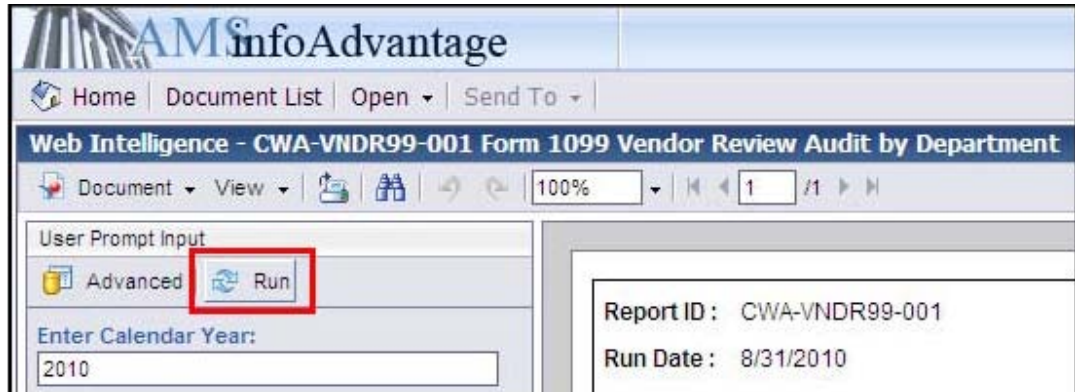 AMSinfoAdvantage
Home Document List Open Send To
Web Intelligence - CWA-VNDR99-001 Form 1099 Vendor Review Audit by Department
Document View 100% 1 /1
User Prompt Input
Advanced Run
Enter Calendar Year:
2010
Report ID : CWA-VNDR99-001
Run Date : 8/31/2010